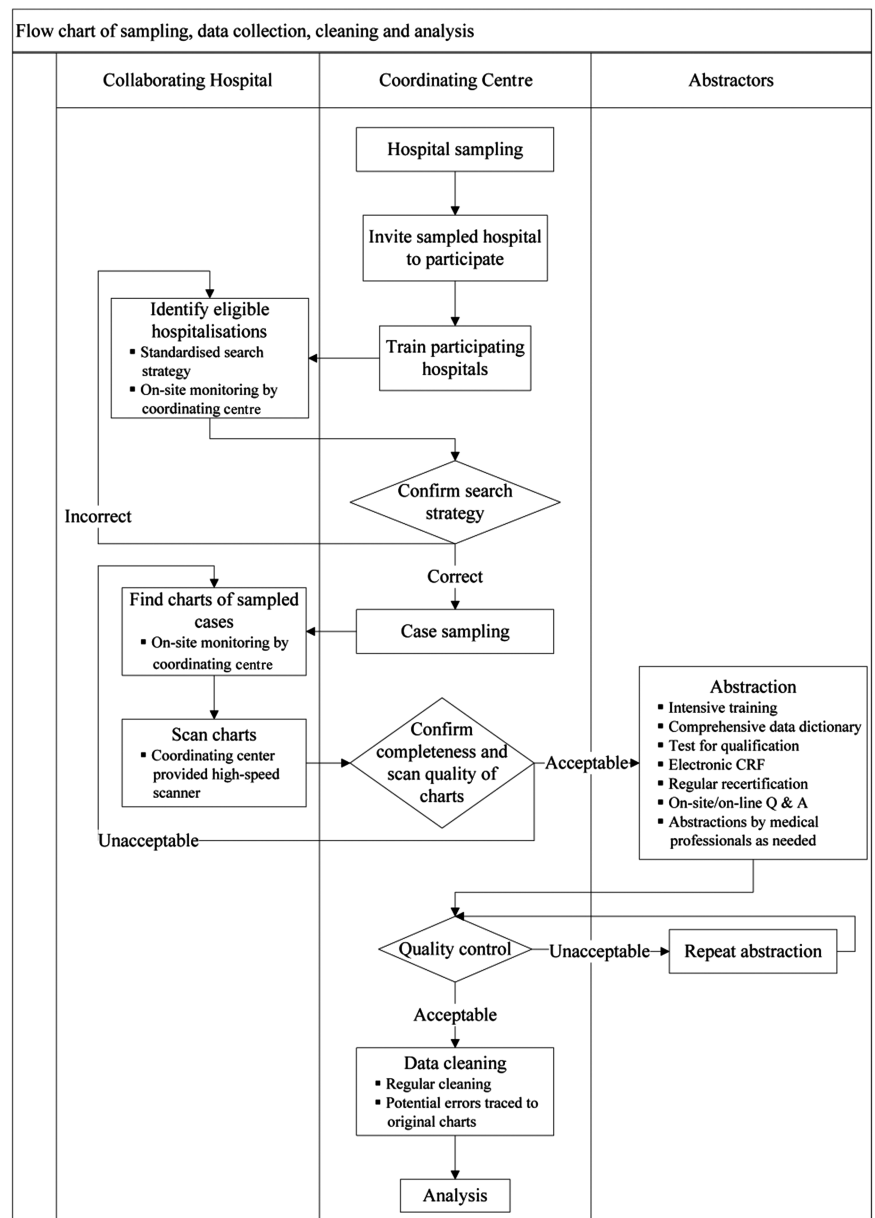 Flow chart of sampling, data collection, cleaning and analysis
Collaborating Hospital
Coordinating Centre
Abstractors
Hospital sampling
Invite sampled hospital
to participate
Train participating
hospitals
Identify eligible
hospitalisations
▪ Standardised search
strategy
▪ On-site monitoring by
coordinating centre
Confirm search
strategy
Incorrect
Correct
Case sampling
Find charts of sampled
cases
▪ On-site monitoring by
coordinating centre
Scan charts
▪ Coordinating center
provided high-speed
scanner
Confirm
completeness and
scan quality of
charts
Acceptable
Unacceptable
Abstraction
▪ Intensive training
▪ Comprehensive data dictionary
▪ Test for qualification
▪ Electronic CRF
▪ Regular recertification
▪ On-site/on-line Q & A
▪ Abstractions by medical
professionals as needed
Quality control
Unacceptable
Repeat abstraction
Acceptable
Data cleaning
▪ Regular cleaning
▪ Potential errors traced to
original charts
Analysis